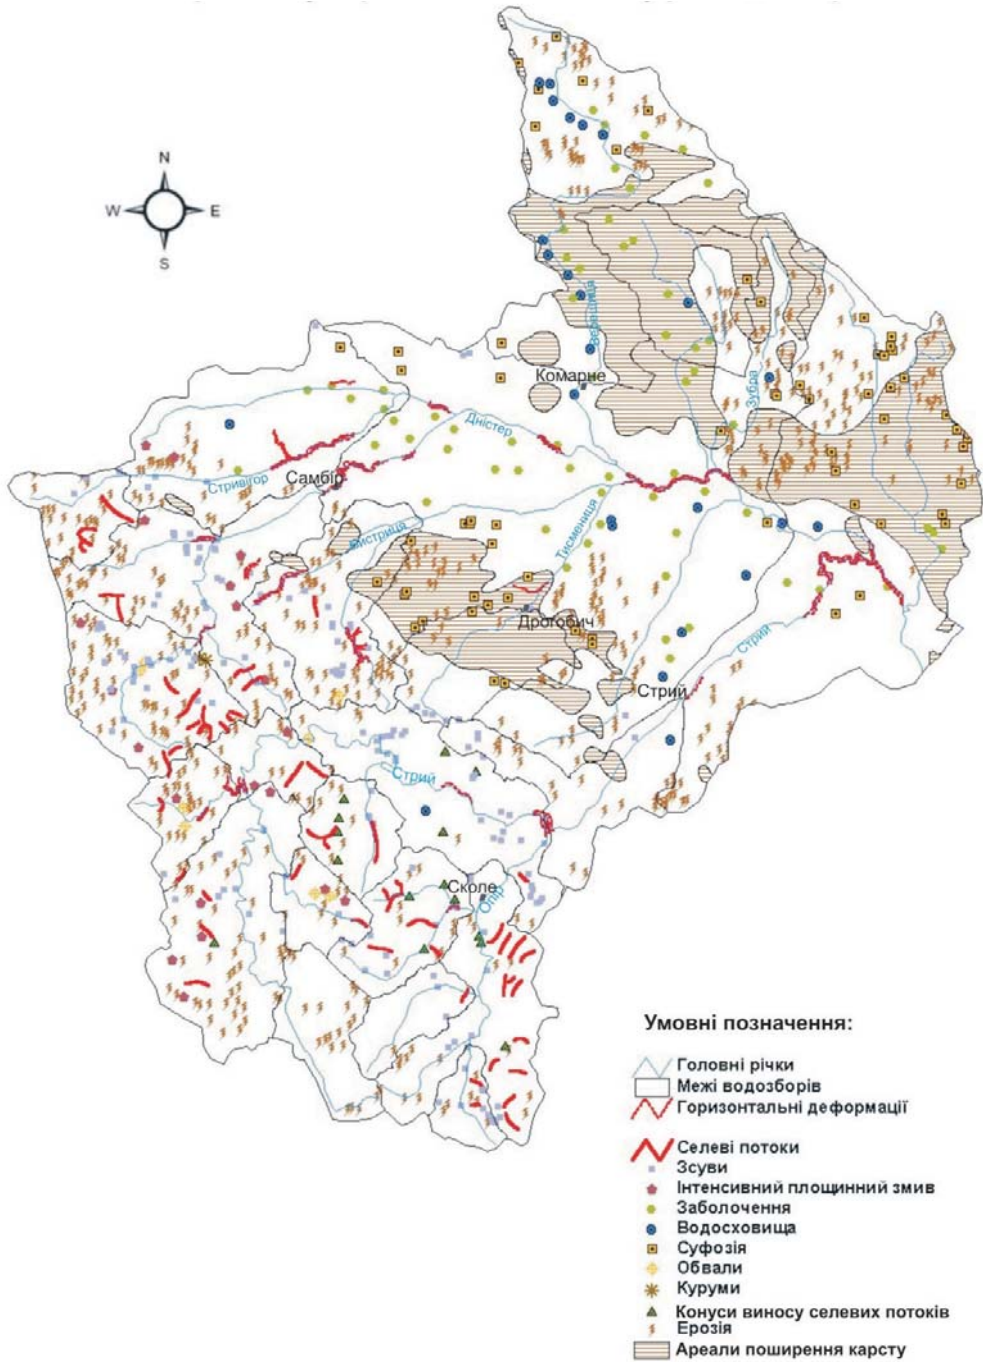 N
W E
S
Верещиця
Комарне
Зубра
Дністер
Стривігор
Самбір
Бистриця
Тисмениця
Дрогобич
Стрий
Стрий
Стрий
Сколе
Опір
Умовні позначення:
Головні річки
Межі водозборів
Горизонтальні деформації
Селеві потоки
Зсуви
Інтенсивний площинний змив
Заболочення
Водосховища
Суфозія
Обвали
Куруми
Конуси виносу селевих потоків
Ерозія
Ареали поширення карсту